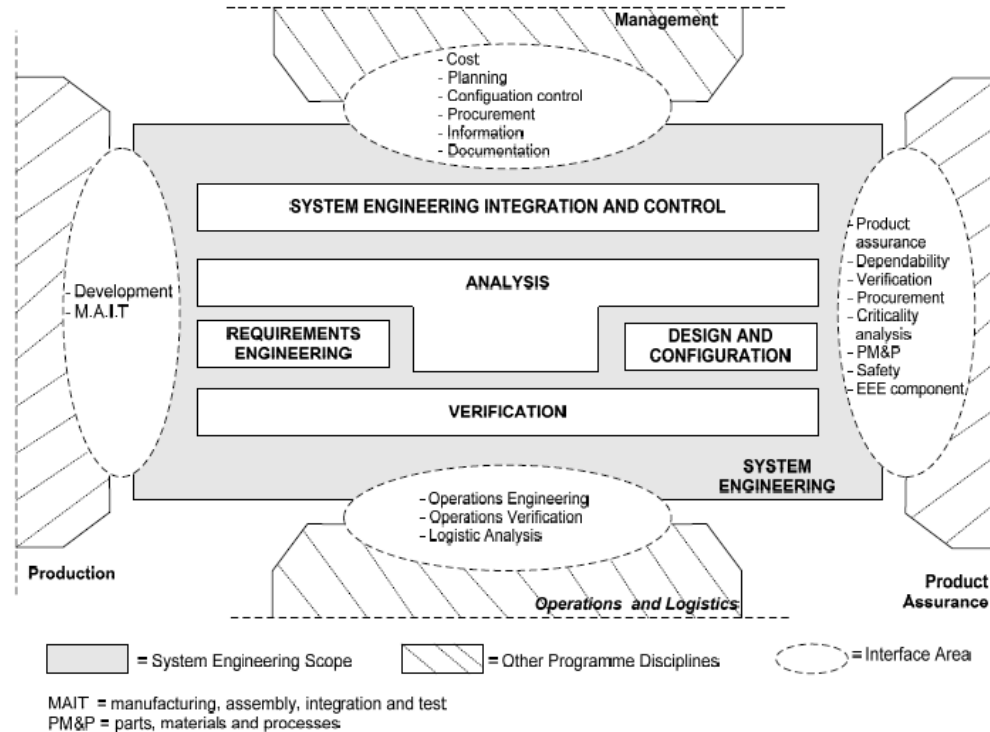 Management
- Cost
- Planning
- Configuation control
- Procurement
- Information
- Documentation
SYSTEM ENGINEERING INTEGRATION AND CONTROL
ANALYSIS
REQUIREMENTS
ENGINEERING
DESIGN AND
CONFIGURATION
VERIFICATION
SYSTEM
ENGINEERING
- Development
- M.A.I.T
- Product
assurance
- Dependability
- Verification
- Procurement
- Criticality
analysis
- PM&P
- Safety
- EEE component
- Operations Engineering
- Operations Verification
- Logistic Analysis
Production
Operations and Logistics
Product
Assurance
= System Engineering Scope
= Other Programme Disciplines
= Interface Area
MAIT = manufacturing, assembly, integration and test
PM&P = parts, materials and processes